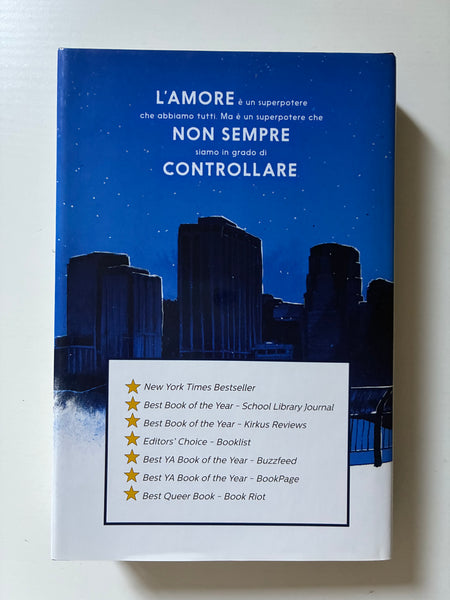 L'AMORE è un superpotere
che abbiamo tutti. Ma è un superpotere che
NON SEMPRE
siamo in grado di
CONTROLLARE
New York Times Bestseller
Best Book of the Year - School Library Journal
Best Book of the Year - Kirkus Reviews
Editors' Choice - Booklist
Best YA Book of the Year - Buzzfeed
Best YA Book of the Year - BookPage
Best Queer Book - Book Riot